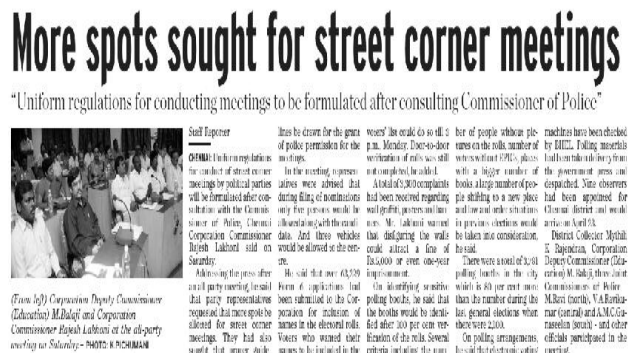 More spots sought for street corner meetings
“Uniform regulations for conducting meetings to be formulated after consulting Commissioner of Police”
(From left) Corporation Deputy Commissioner
(Education) M.Balaji and Corporation
Commissioner Rajesh Lakhoni at the all-party
meeting on Saturday. – PHOTO: K.PICHUMANI
Staff Reporter
CHENNAI: Uniform regulations
for conduct of street corner
meetings by political parties
will be formulated after con-
sultation with the Commis-
sioner of Police, Chennai
Corporation Commissioner
Rajesh Lakhoni said on
Saturday.
Addressing the press after
an all party meeting, he said
that party representatives
requested that more spots be
allowed for street corner
meetings. They had also
sought that proper guide-
lines be drawn for the grant
of police permission for the
meetings.
In the meeting, represen-
tatives were advised that
during filing of nominations
only five persons would be
allowed along with the candi-
date. And three vehicles
would be allowed to the cen-
tre.
He said that over 63,229
Form 6 applications had
been submitted to the Cor-
poration for inclusion of
names in the electoral rolls.
Voters who wanted their
names to be included in the
voters’ list could do so till 3
p.m. Monday. Door-to-door
verification of rolls was still
not completed, he added.
A total of 3,300 complaints
had been received regarding
wall graffiti, posters and ban-
ners. Mr. Lakhoni warned
that disfiguring the walls
could attract a fine of
Rs.5,000 or even one-year
imprisonment.
On identifying sensitive
polling booths, he said that
the booths would be identi-
fied after 100 per cent ver-
ification of the rolls. Several
criteria including the num-
ber of people without pic-
tures on the rolls, number of
voters without EPICs, places
with a bigger number of
booths, a large number of peo-
ple shifting to a new place
and law and order situations
in previous elections would
be taken into consideration,
he said.
There were a total of
polling booths in the city
which is 80 per cent more
than the number during the
last general elections when
there were 2,100.
On polling arrangements,
he said that electronic voting
machines have been checked
by BHEL. Polling materials
had been taken delivery from
the government press and
despatched. Nine observers
had been appointed for
Chennai district and would
arrive on April 23.
District Collector Mythili
K Rajendran, Corporation
Deputy Commissioner (Edu-
cation) M. Balaji, three Joint
Commissioners of Police –
M.Ravi (north), V.A.Raviku-
mar (central) and A.M.C.Gu-
naseelan (south) - and other
officials participated in the
meeting.